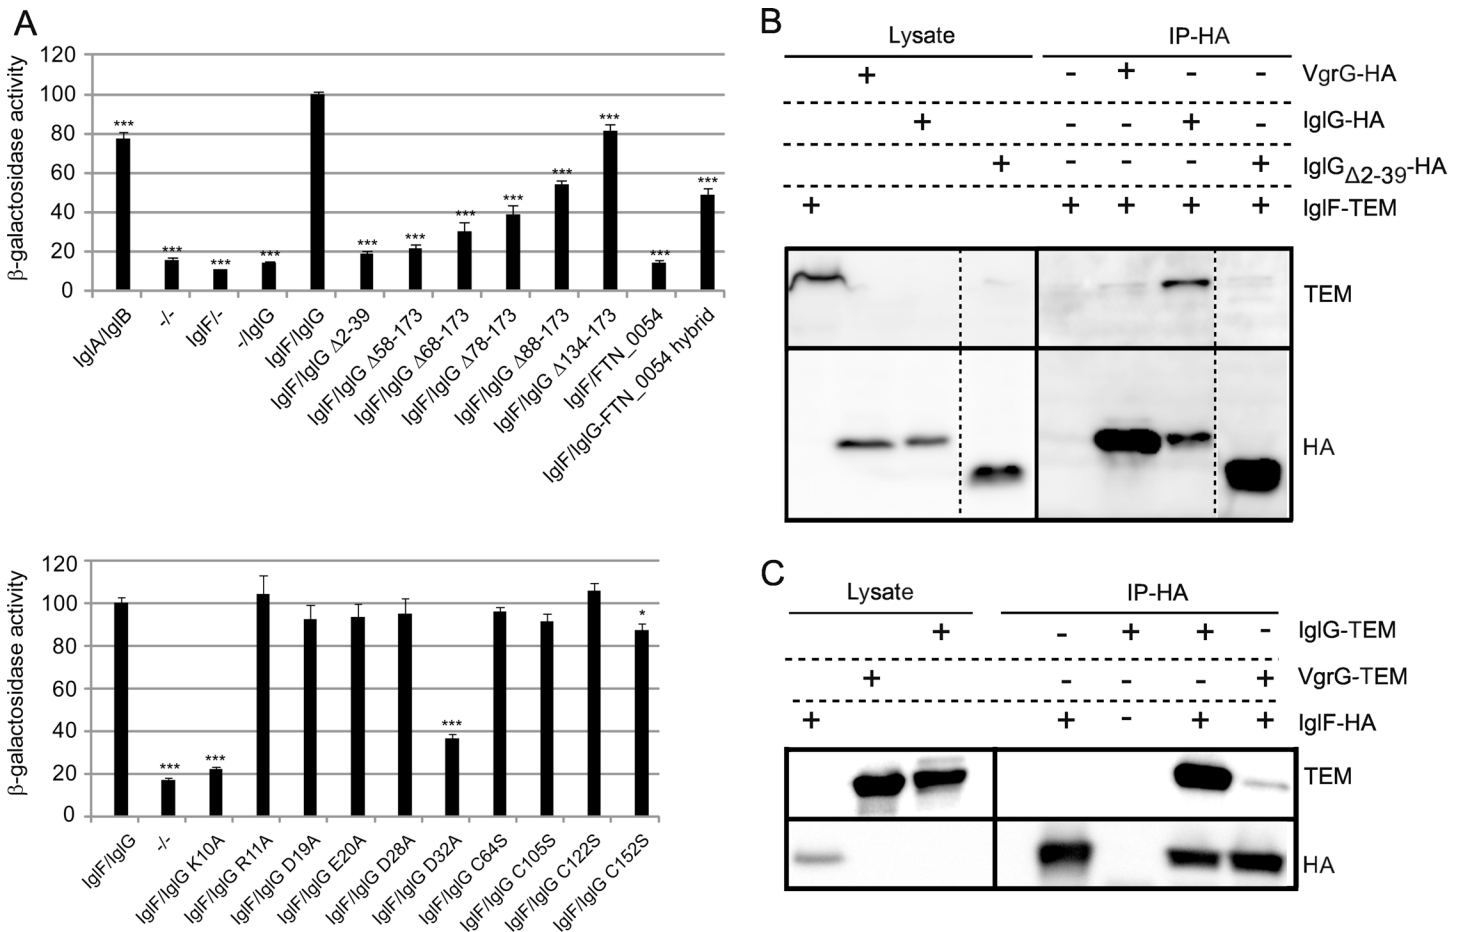 A
β-galactosidase activity
120
100
80
60
40
20
0
***
***
***
***
***
***
***
***
***
***
***
***
IglA/IglB
-/-
IglF/-
-/IglG
IglF/IglG
IglF/IglG Δ2-39
IglF/IglG Δ58-173
IglF/IglG Δ68-173
IglF/IglG Δ78-173
IglF/IglG Δ88-173
IglF/IglG Δ134-173
IglF/FTN_0054
IglF/IglG-FTN_0054 hybrid
β-galactosidase activity
120
100
80
60
40
20
0
***
***
***
*
IglF/IglG
-/-
IglF/IglG K10A
IglF/IglG R11A
IglF/IglG D19A
IglF/IglG E20A
IglF/IglG D28A
IglF/IglG D32A
IglF/IglG C64S
IglF/IglG C105S
IglF/IglG C122S
IglF/IglG C152S
B
Lysate IP-HA
+ - + - - VgrG-HA
+ - - + - IglG-HA
+ - - - + IglGΔ2-39-HA
+ + + + + IglF-TEM
TEM
HA
C
Lysate IP-HA
+ - + + - IglG-TEM
+ - - - + VgrG-TEM
+ + - + + IglF-HA
TEM
HA